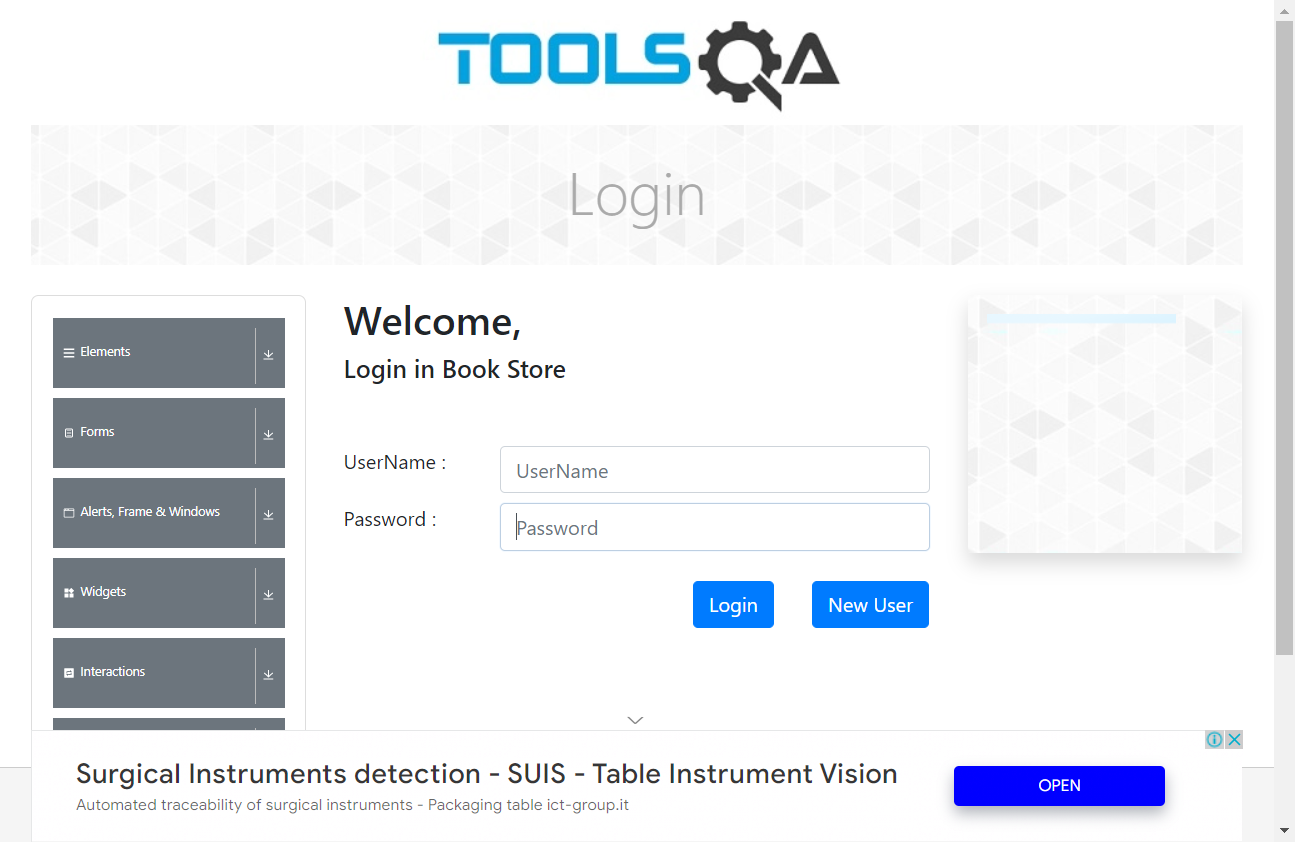 TOOLSQA
Login
Elements
Forms
Alerts, Frame & Windows
Widgets
Interactions
Welcome,
Login in Book Store
UserName :
UserName
Password :
Password
Login
New User
Surgical Instruments detection - SUIS - Table Instrument Vision
Automated traceability of surgical instruments - Packaging table ict-group.it
OPEN